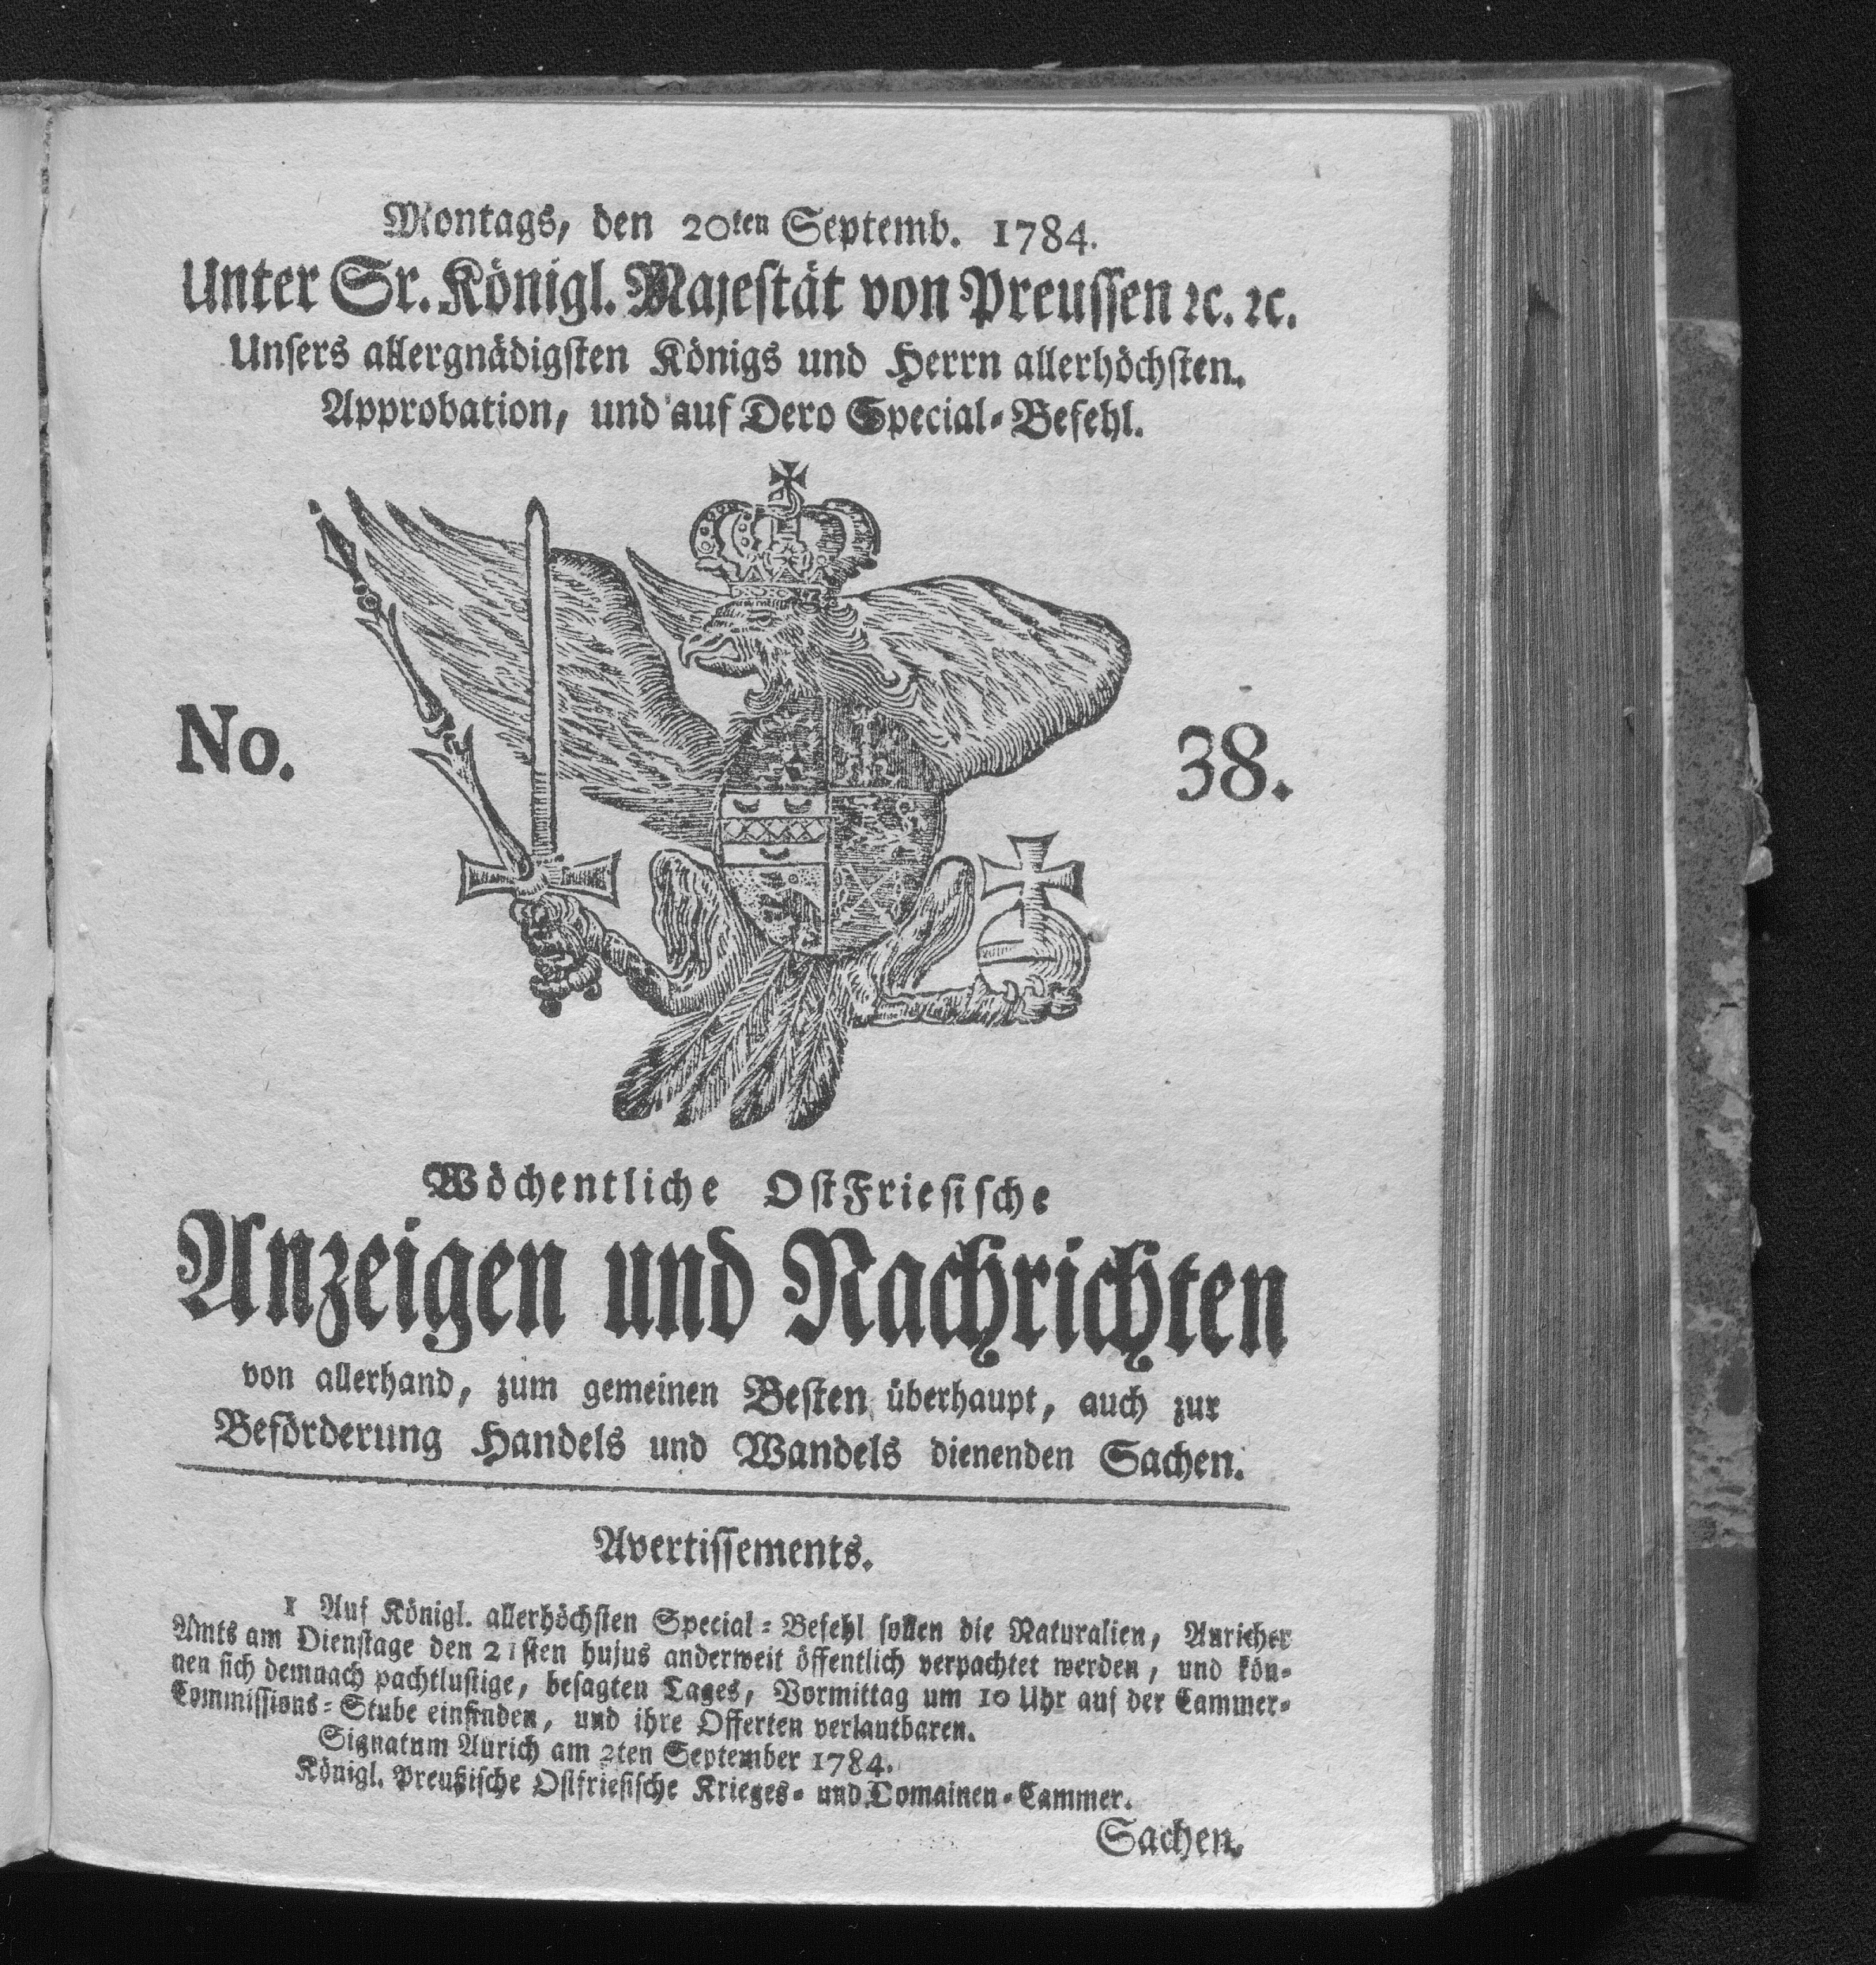 Montags, den 20ten Septemb. 1784.
Unter Sr. Königl. Majestät von Preussen ꝛc. ꝛc.
Unsers allergnädigsten Königs und Herrn allerhöchsten.
Approbation, und auf Dero Special-Befehl.
No. 38.
Wöchentliche OstFriesische
Anzeigen und Nachrichten
von allerhand, zum gemeinen Besten überhaupt, auch zur
Beförderung Handels und Wandels dienenden Sachen.
Avertissements.
1 Auf Königl. allerhöchsten Special-Befehl sollen die Naturalien, Auricher
Amts am Dienstage den 21sten hujus anderweit öffentlich verpachtet werden, und kön-
nen sich demnach pachtlustige, besagten Tages, Vormittag um 10 Uhr auf der Cammer-
Commissions-Stube einfinden, und ihre Offerten verlautbaren.
Signatum Aurich am 2ten September 1784.
Königl. Preußische Ostfriesische Krieges- und Domainen-Cammer.
Sachen.